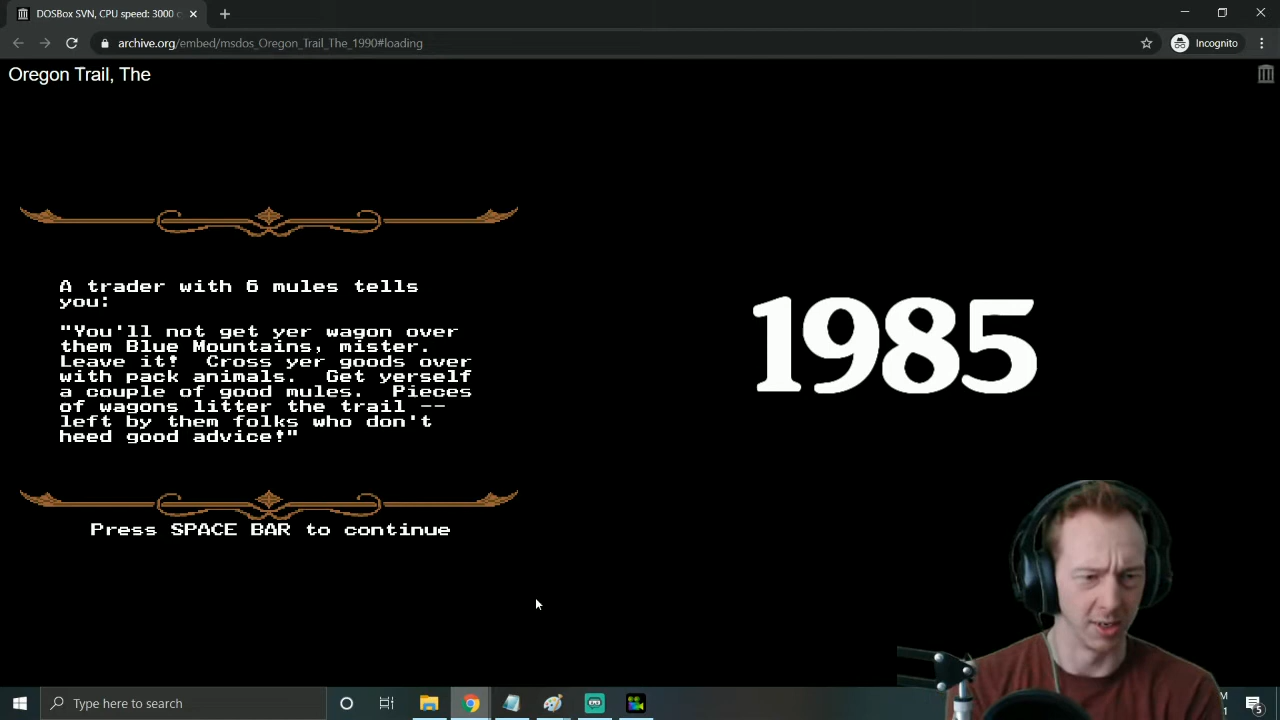 DOSBox SVN, CPU speed: 3000 c
archive.org/embed/msdos_Oregon_Trail_The_1990#loading
Incognito
Oregon Trail, The
A trader with 6 mules tells
you:
"You'll not get yer wagon over
them Blue Mountains, mister.
Leave it!  Cross yer goods over
with pack animals.  Get yerself
a couple of good mules.  Pieces
of wagons litter the trail --
left by them folks who don't
heed good advice!"
Press SPACE BAR to continue
1985
Type here to search
M
1
5